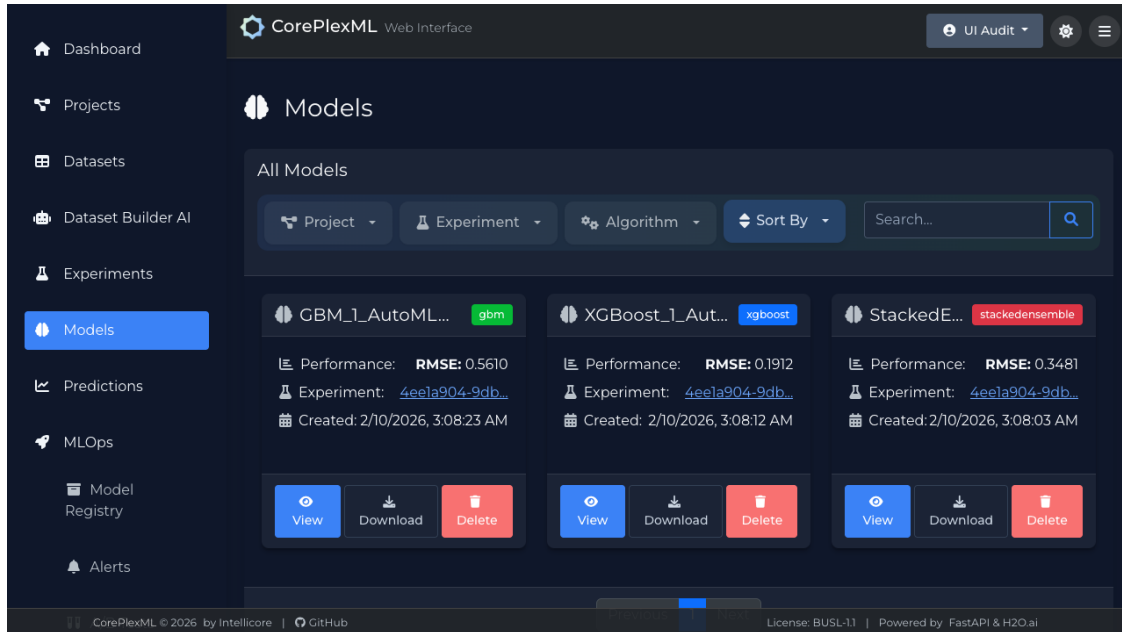 Dashboard
Projects
Datasets
Dataset Builder AI
Experiments
Models
Predictions
MLOps
Model
Registry
Alerts
CorePlexML Web Interface
UI Audit
Models
All Models
Project
Experiment
Algorithm
Sort By
Search...
GBM_1_AutoML... gbm
Performance: RMSE: 0.5610
Experiment: 4ee1a904-9db...
Created: 2/10/2026, 3:08:23 AM
View
Download
Delete
XGBoost_1_Aut... xgboost
Performance: RMSE: 0.1912
Experiment: 4ee1a904-9db...
Created: 2/10/2026, 3:08:12 AM
View
Download
Delete
StackedE... stackedensemble
Performance: RMSE: 0.3481
Experiment: 4ee1a904-9db...
Created: 2/10/2026, 3:08:03 AM
View
Download
Delete
Previous 1 Next
CorePlexML © 2026 by Intellicore | GitHub
License: BUSL-1.1 | Powered by FastAPI & H2O.ai